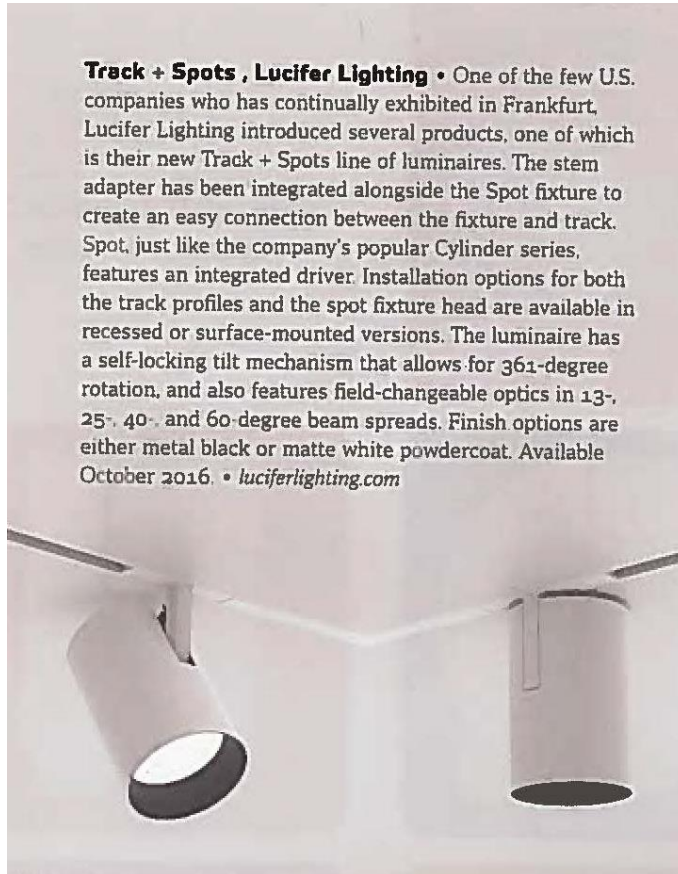 Track + Spots , Lucifer Lighting • One of the few U.S.
companies who has continually exhibited in Frankfurt,
Lucifer Lighting introduced several products, one of which
is their new Track + Spots line of luminaires. The stem
adapter has been integrated alongside the Spot fixture to
create an easy connection between the fixture and track.
Spot, just like the company's popular Cylinder series,
features an integrated driver. Installation options for both
the track profiles and the spot fixture head are available in
recessed or surface-mounted versions. The luminaire has
a self-locking tilt mechanism that allows for 361-degree
rotation, and also features field-changeable optics in 13-,
25-, 40-, and 60-degree beam spreads. Finish options are
either metal black or matte white powdercoat. Available
October 2016. • luciferlighting.com